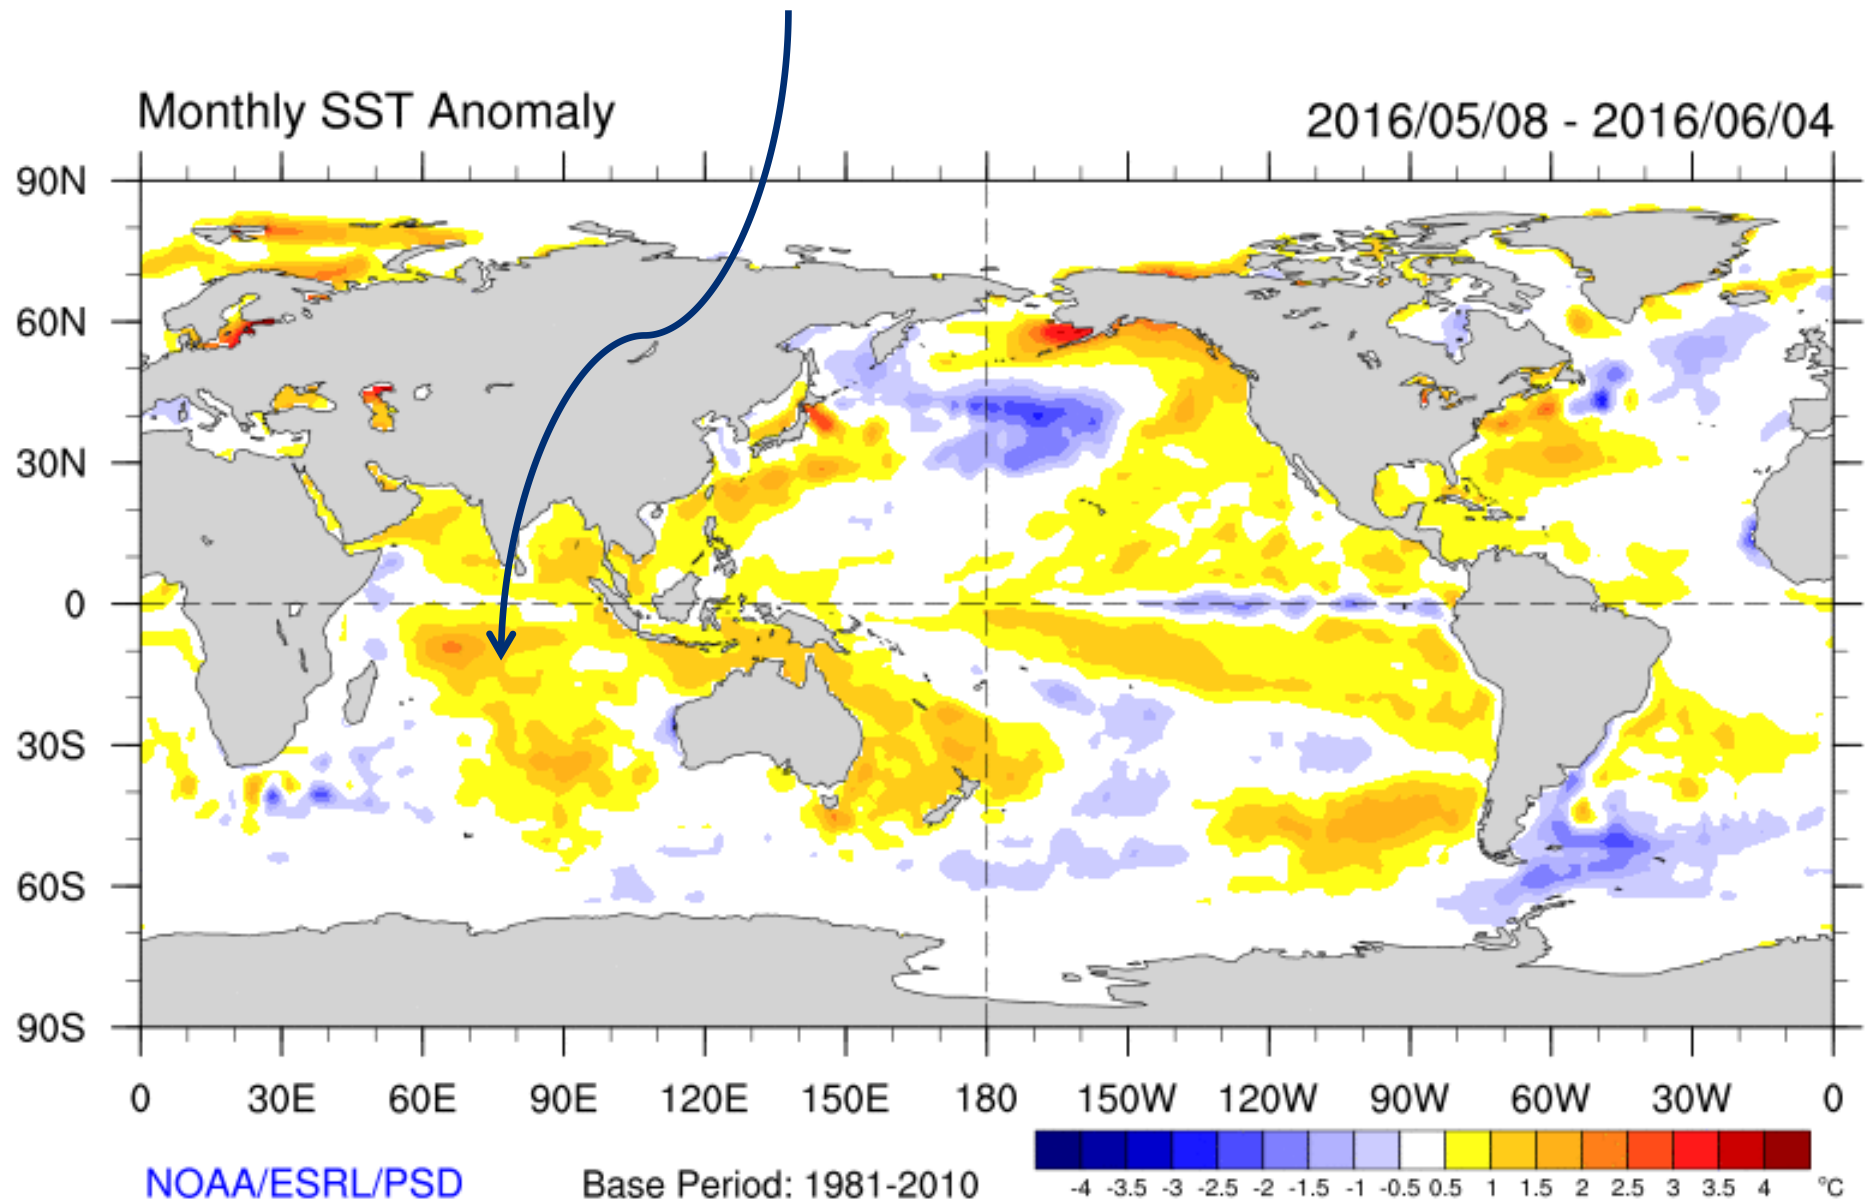 Monthly SST Anomaly 2016/05/08 - 2016/06/04
90N
60N
30N
0
30S
60S
90S
0 30E 60E 90E 120E 150E 180 150W 120W 90W 60W 30W 0
NOAA/ESRL/PSD Base Period: 1981-2010
-4 -3.5 -3 -2.5 -2 -1.5 -1 -0.5 0.5 1 1.5 2 2.5 3 3.5 4 °C